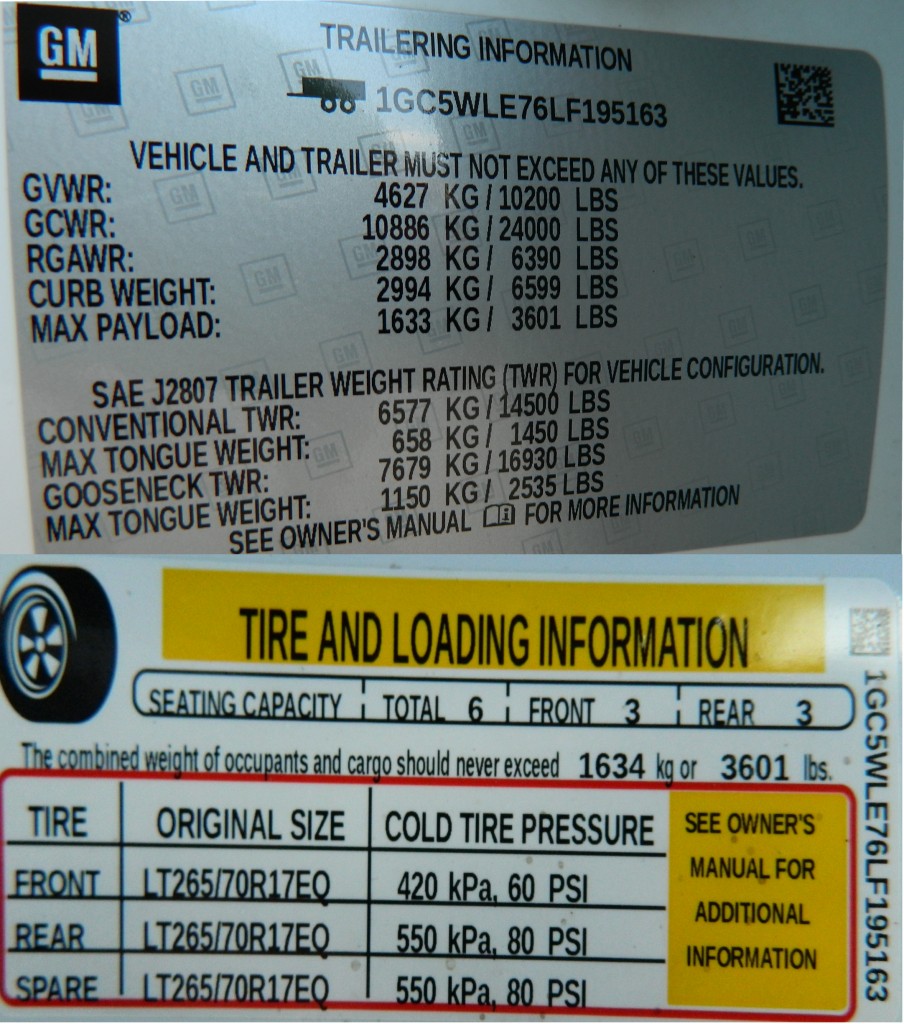 GM
TRAILERING INFORMATION
1GC5WLE76LF195163
VEHICLE AND TRAILER MUST NOT EXCEED ANY OF THESE VALUES.
GVWR: 4627 KG / 10200 LBS
GCWR: 10886 KG / 24000 LBS
RGAWR: 2898 KG / 6390 LBS
CURB WEIGHT: 2994 KG / 6599 LBS
MAX PAYLOAD: 1633 KG / 3601 LBS
SAE J2807 TRAILER WEIGHT RATING (TWR) FOR VEHICLE CONFIGURATION.
CONVENTIONAL TWR: 6577 KG / 14500 LBS
MAX TONGUE WEIGHT: 658 KG / 1450 LBS
GOOSENECK TWR: 7679 KG / 16930 LBS
MAX TONGUE WEIGHT: 1150 KG / 2535 LBS
SEE OWNER'S MANUAL FOR MORE INFORMATION
TIRE AND LOADING INFORMATION
SEATING CAPACITY TOTAL 6 FRONT 3 REAR 3
The combined weight of occupants and cargo should never exceed 1634 kg or 3601 lbs.
TIRE ORIGINAL SIZE COLD TIRE PRESSURE
FRONT LT265/70R17EQ 420 kPa, 60 PSI
REAR LT265/70R17EQ 550 kPa, 80 PSI
SPARE LT265/70R17EQ 550 kPa, 80 PSI
SEE OWNER'S
MANUAL FOR
ADDITIONAL
INFORMATION
1GC5WLE76LF195163